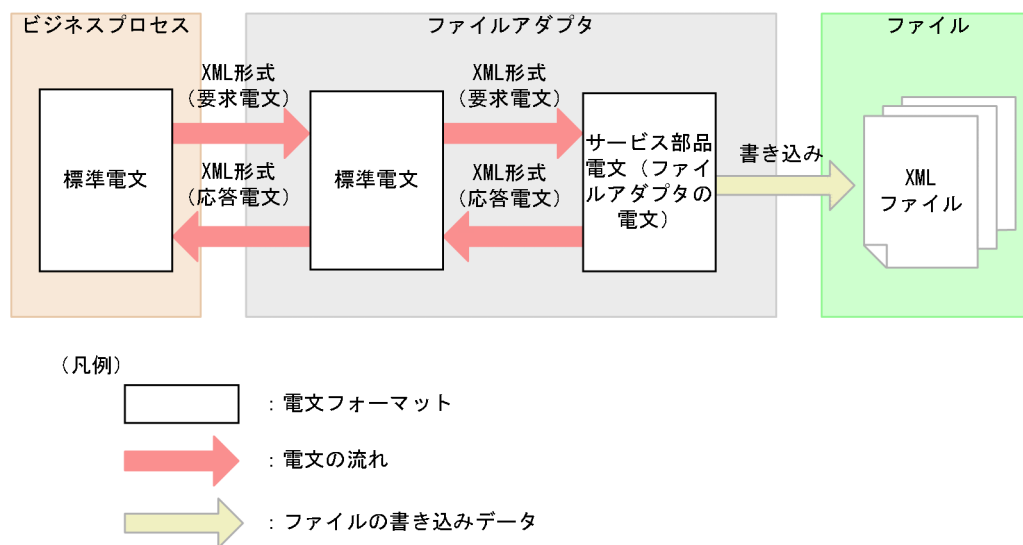 ビジネスプロセス
ファイルアダプタ
ファイル
XML形式
（要求電文）
XML形式
（要求電文）
標準電文
XML形式
（応答電文）
標準電文
XML形式
（応答電文）
サービス部品
電文（ファイ
ルアダプタの
電文）
書き込み
XML
ファイル
（凡例）
：電文フォーマット
：電文の流れ
：ファイルの書き込みデータ